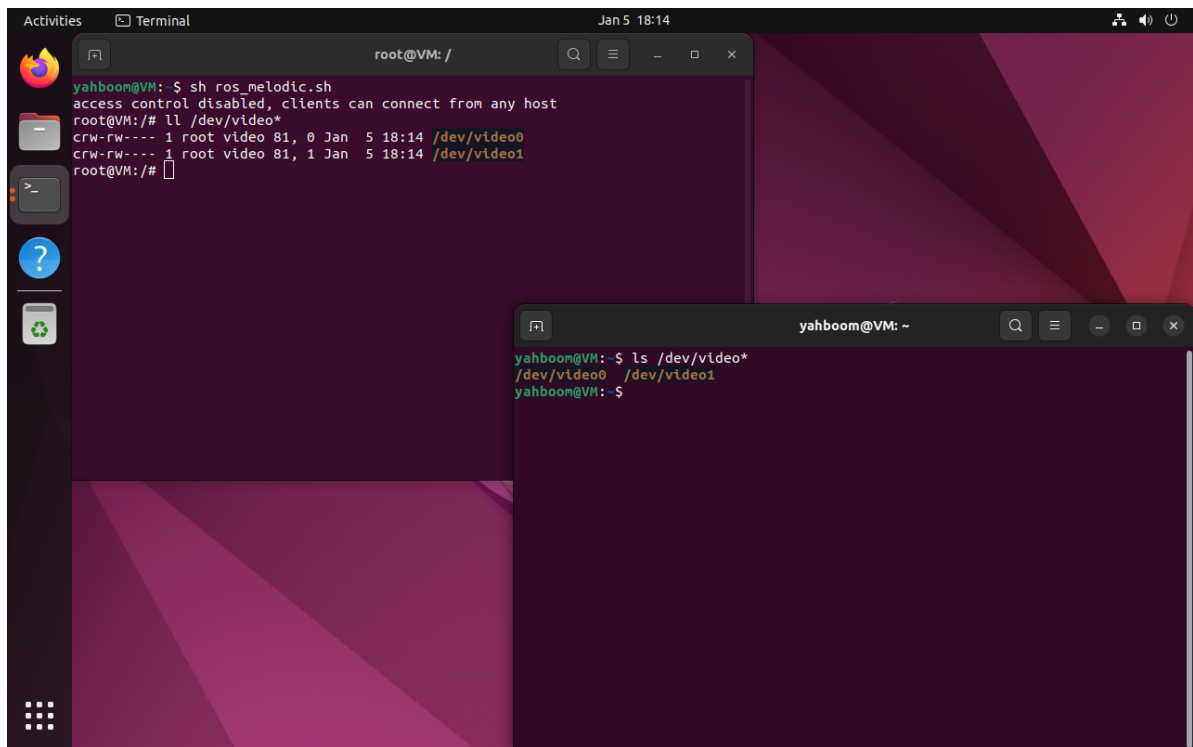 Activities Terminal Jan 5 18:14
root@VM: /
yahboom@VM:~$ sh ros_melodic.sh
access control disabled, clients can connect from any host
root@VM:/# ll /dev/video*
crw-rw---- 1 root video 81, 0 Jan  5 18:14 /dev/video0
crw-rw---- 1 root video 81, 1 Jan  5 18:14 /dev/video1
root@VM:/#
yahboom@VM: ~
yahboom@VM:~$ ls /dev/video*
/dev/video0  /dev/video1
yahboom@VM:~$